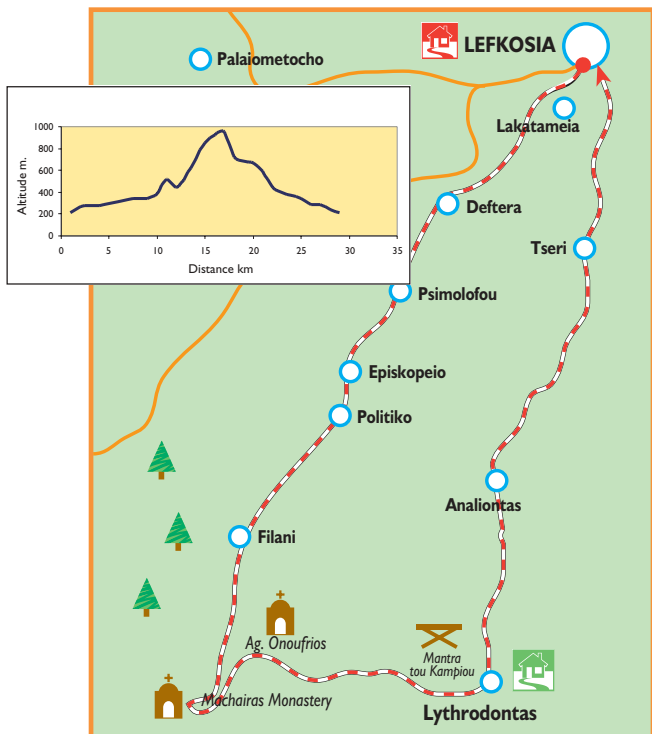 LEFKOSIA
Palaiometocho
Lakatameia
1000
800
600
400
200
0
Altitude m.
0 5 10 15 20 25 30 35
Distance km
Deftera
Tseri
Psimolofou
Episkopeio
Politiko
Analiontas
Filani
Ag. Onoufrios
Mantra
tou Kampiou
Machairas Monastery
Lythrodontas